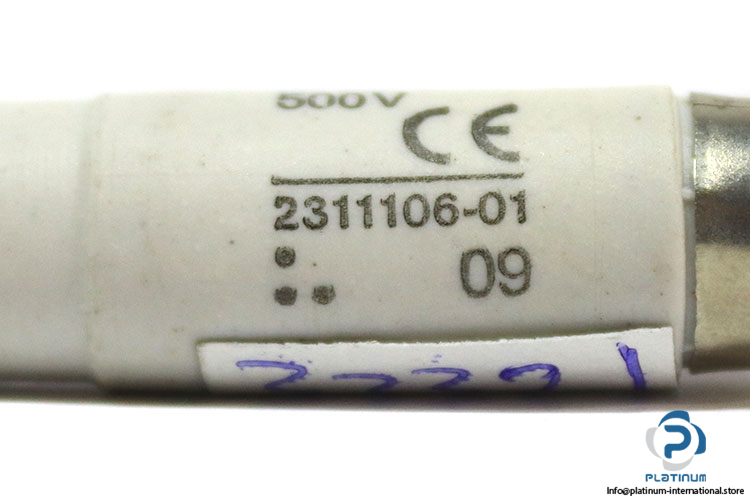 500V
CE
2311106-01
09
PLATINUM
Info@platinum-international.store